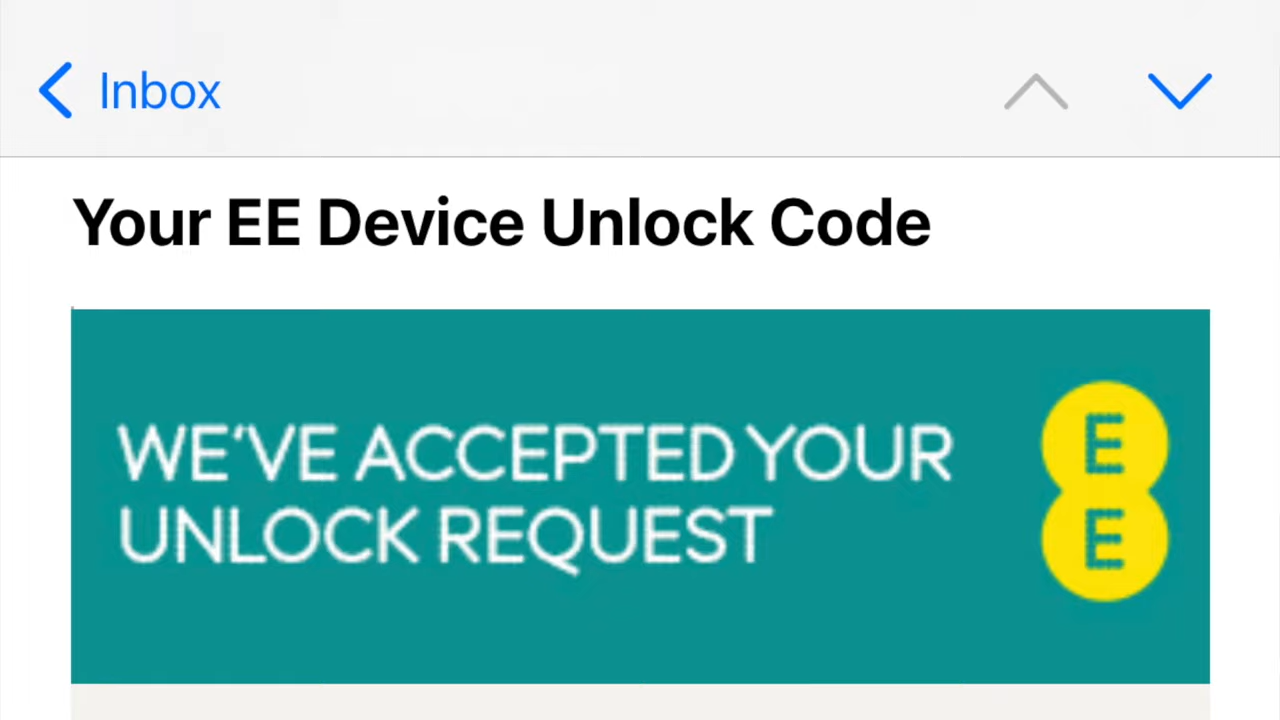 Inbox
Your EE Device Unlock Code
WE'VE ACCEPTED YOUR
UNLOCK REQUEST
E
E